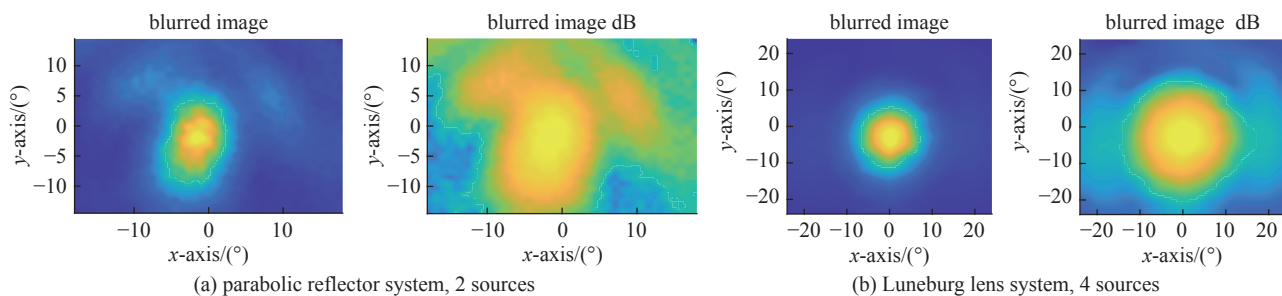 blurred image
10
5
0
−5
−10
y-axis/(°)
−10
0
10
x-axis/(°)
blurred image dB
10
5
0
−5
−10
y-axis/(°)
−10
0
10
x-axis/(°)
(a) parabolic reflector system, 2 sources
blurred image
20
10
0
−10
−20
y-axis/(°)
−20
−10
0
10
20
x-axis/(°)
blurred image dB
20
10
0
−10
−20
y-axis/(°)
−20
−10
0
10
20
x-axis/(°)
(b) Luneburg lens system, 4 sources